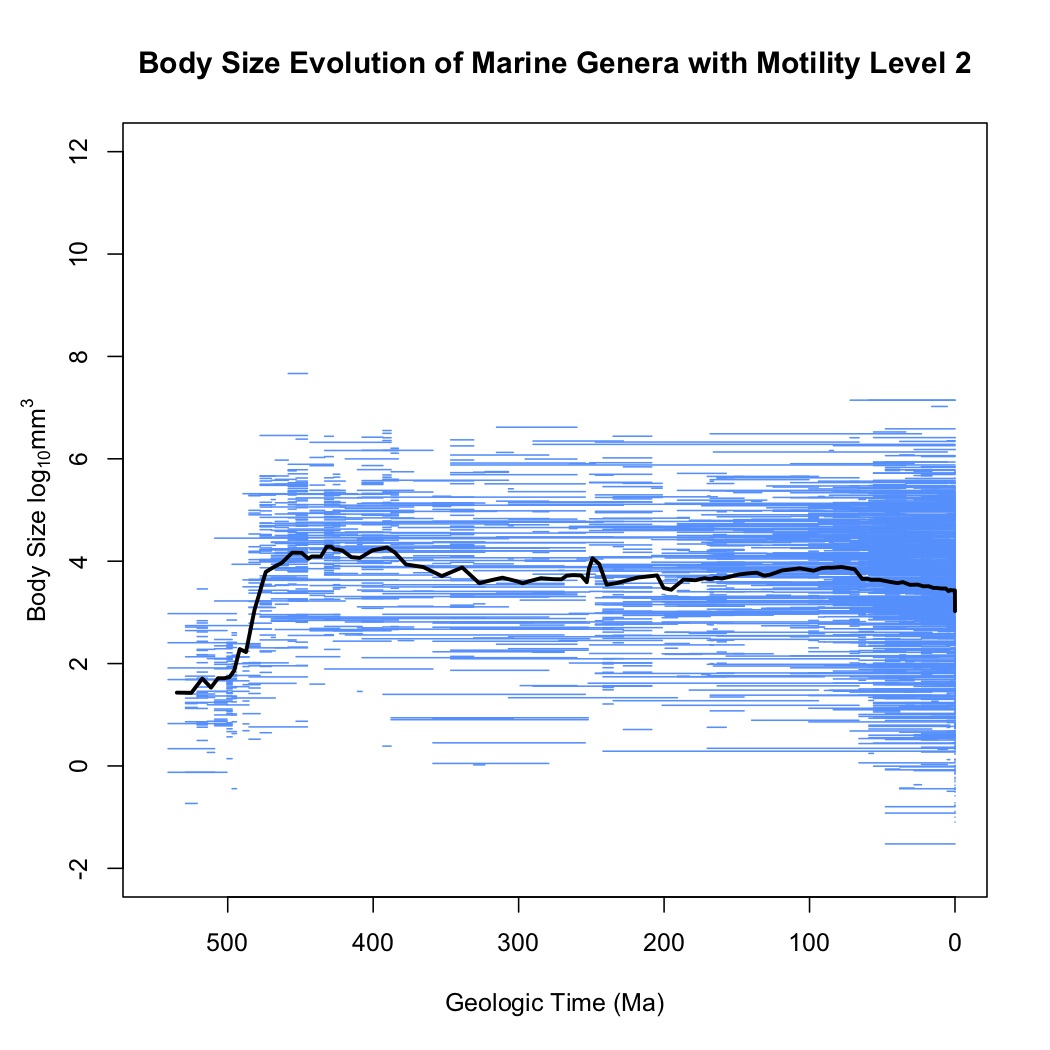 Body Size Evolution of Marine Genera with Motility Level 2
Body Size log₁₀mm³
12
10
8
6
4
2
0
-2
500 400 300 200 100 0
Geologic Time (Ma)